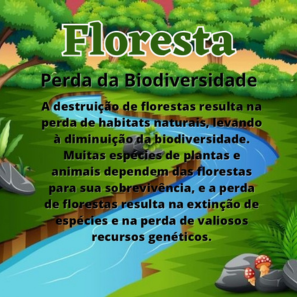 Floresta
Perda da Biodiversidade
A destruição de florestas resulta na
perda de habitats naturais, levando
à diminuição da biodiversidade.
Muitas espécies de plantas e
animais dependem das florestas
para sua sobrevivência, e a perda
de florestas resulta na extinção de
espécies e na perda de valiosos
recursos genéticos.